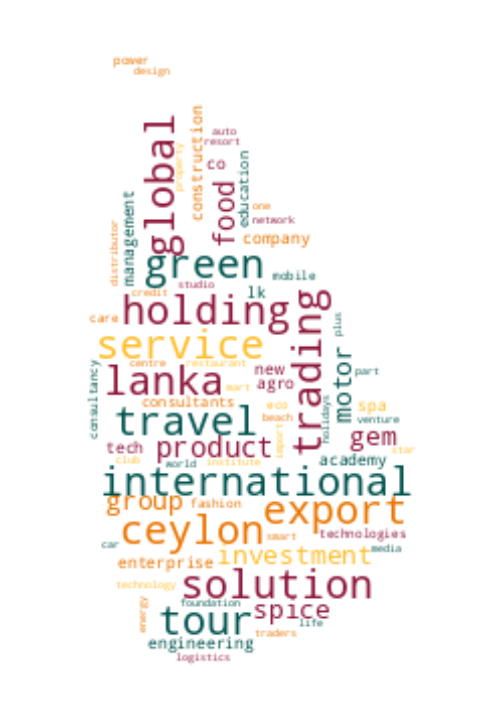 power
design
global
property
construction
auto
resort
co
food
education
one
network
company
management
distributor
green
mobile
studio
lk
credit
holding
care
trading
plus
service
centre
restaurant
new
motor
part
consultancy
lanka
mart
agro
consultants
eco
spa
holidays
travel
beach
venture
import
gem
tech
product
star
club
world
institute
academy
international
group
fashion
export
ceylon
smart
technologies
car
media
enterprise
investment
technology
solution
energy
foundation
spice
tour
life
traders
engineering
logistics